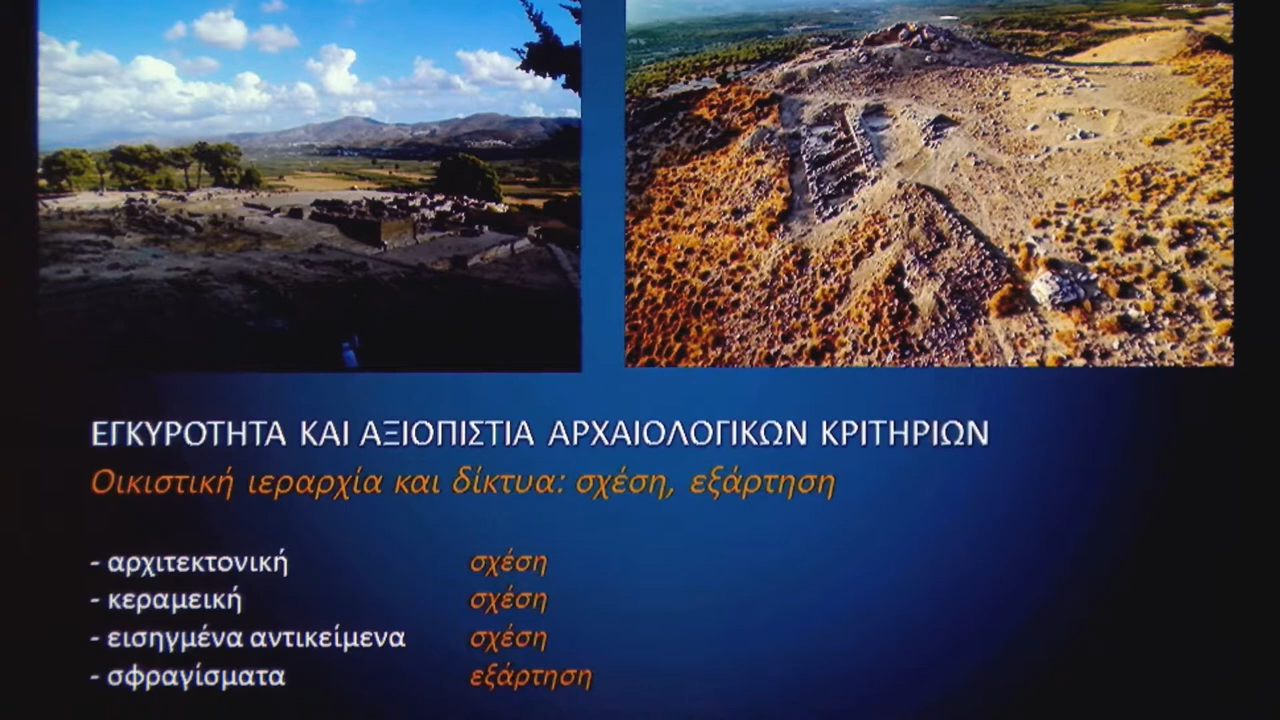 ΕΓΚΥΡΟΤΗΤΑ ΚΑΙ ΑΞΙΟΠΙΣΤΙΑ ΑΡΧΑΙΟΛΟΓΙΚΩΝ ΚΡΙΤΗΡΙΩΝ
Οικιστική ιεραρχία και δίκτυα: σχέση, εξάρτηση
- αρχιτεκτονική σχέση
- κεραμεική σχέση
- εισηγμένα αντικείμενα σχέση
- σφραγίσματα εξάρτηση